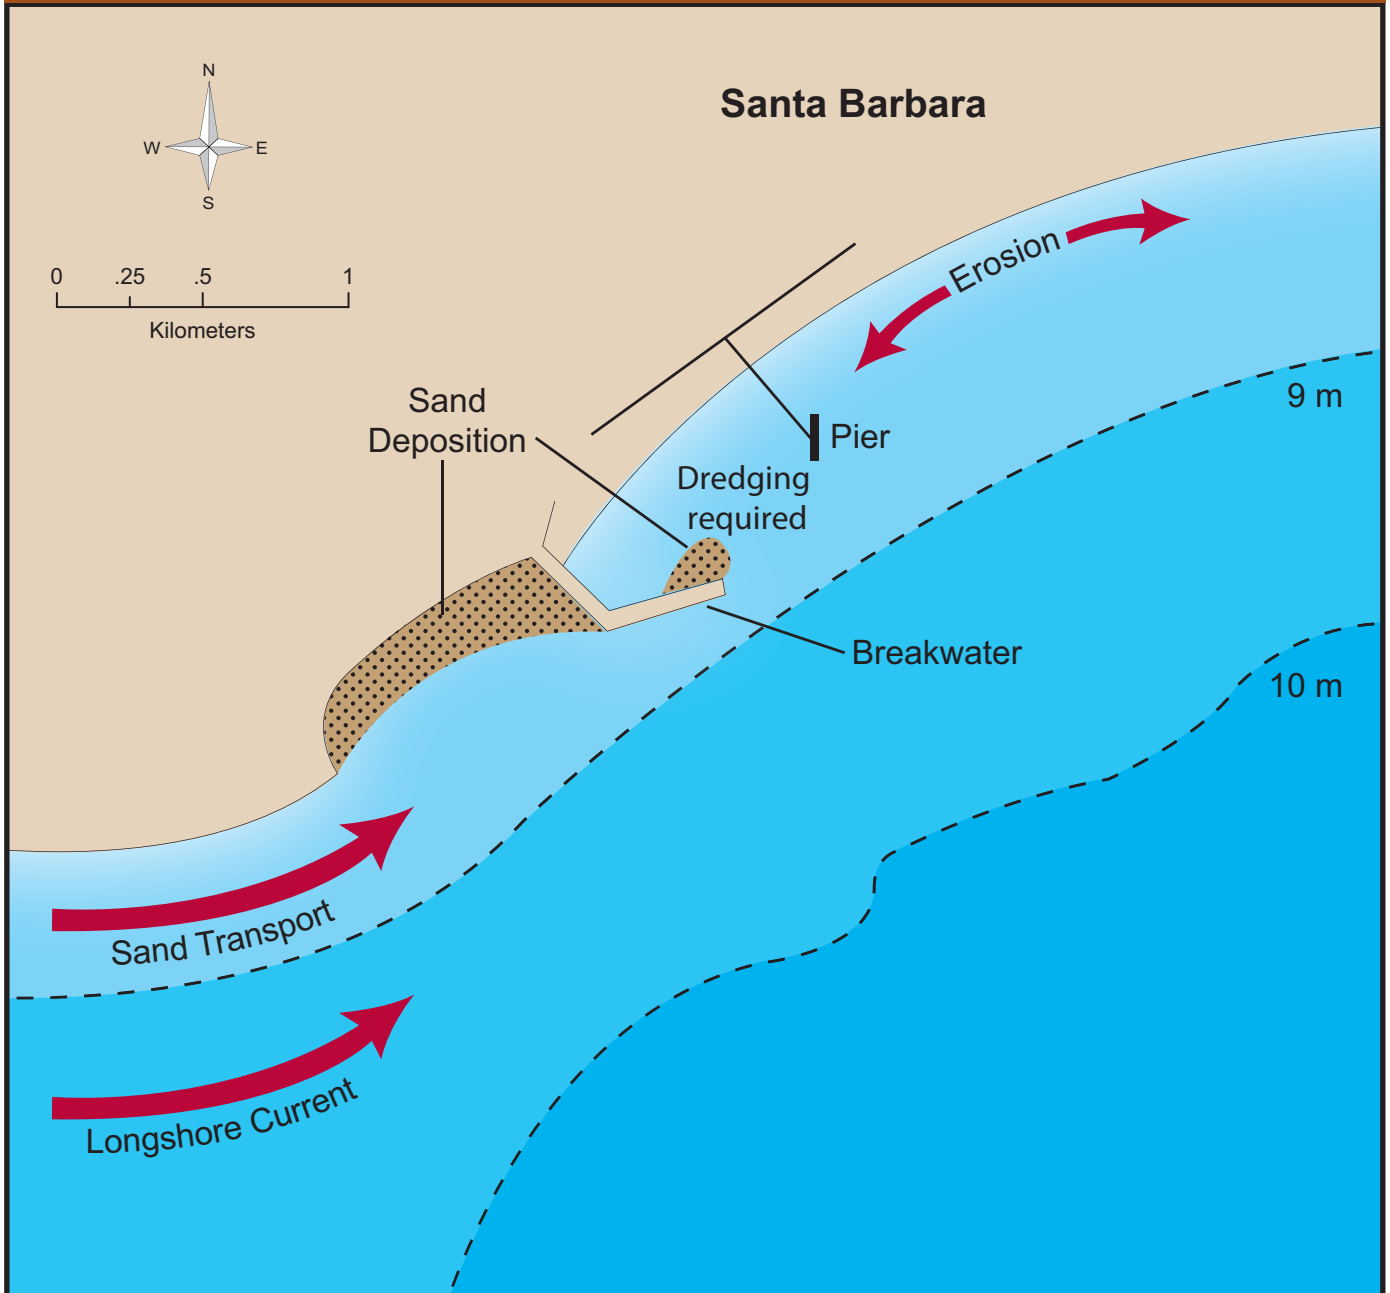 N
Santa Barbara
W
E
S
0 .25 .5 1
Kilometers
Erosion
Sand
Deposition
9 m
Pier
Dredging
required
Breakwater
10 m
Sand Transport
Longshore Current